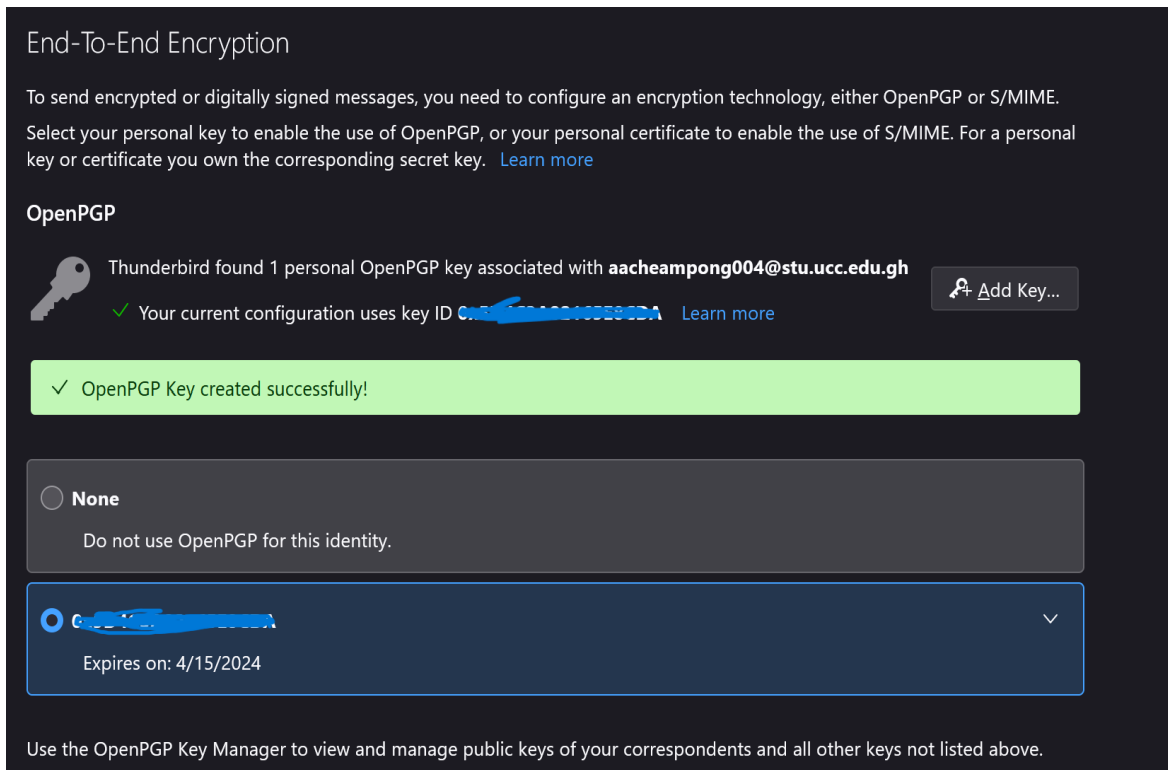 End-To-End Encryption
To send encrypted or digitally signed messages, you need to configure an encryption technology, either OpenPGP or S/MIME.
Select your personal key to enable the use of OpenPGP, or your personal certificate to enable the use of S/MIME. For a personal
key or certificate you own the corresponding secret key. Learn more
OpenPGP
Thunderbird found 1 personal OpenPGP key associated with aacheampong004@stu.ucc.edu.gh
Add Key...
Your current configuration uses key ID Learn more
OpenPGP Key created successfully!
None
Do not use OpenPGP for this identity.
Expires on: 4/15/2024
Use the OpenPGP Key Manager to view and manage public keys of your correspondents and all other keys not listed above.